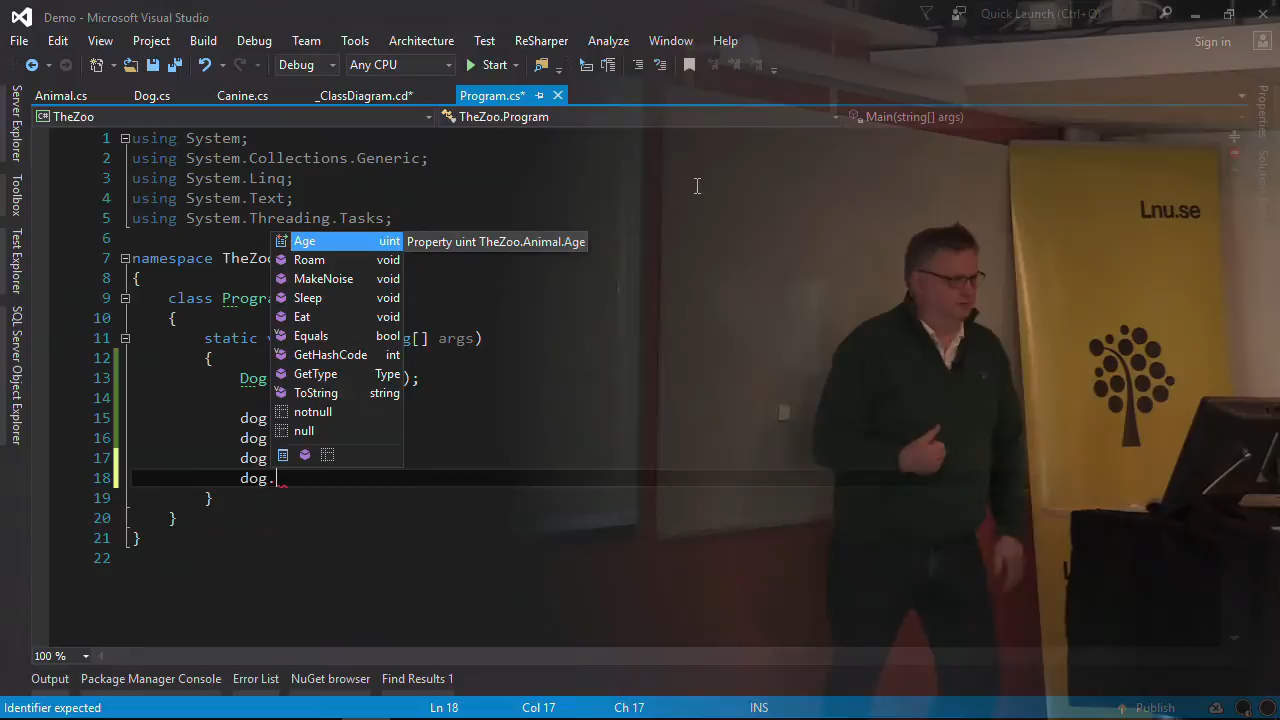 Demo - Microsoft Visual Studio
Quick Launch (Ctrl+Q)
File Edit View Project Build Debug Team Tools Architecture Test ReSharper Analyze Window Help
Sign in
Debug Any CPU Start
Animal.cs Dog.cs Canine.cs _ClassDiagram.cd* Program.cs*
TheZoo TheZoo.Program Main(string[] args)
Server Explorer
Toolbox
Test Explorer
SQL Server Object Explorer
Properties
Solution
1 using System;
2 using System.Collections.Generic;
3 using System.Linq;
4 using System.Text;
5 using System.Threading.Tasks;
6
7 namespace TheZoo
8 {
9 class Progra
10 {
11 static v g[] args)
12 {
13 Dog );
14
15 dog
16 dog
17 dog
18 dog.
19 }
20 }
21 }
22
Age uint Property uint TheZoo.Animal.Age
Roam void
MakeNoise void
Sleep void
Eat void
Equals bool
GetHashCode int
GetType Type
ToString string
notnull
null
Lnu.se
100 %
Output Package Manager Console Error List NuGet browser Find Results 1
Identifier expected Ln 18 Col 17 Ch 17 INS Publish